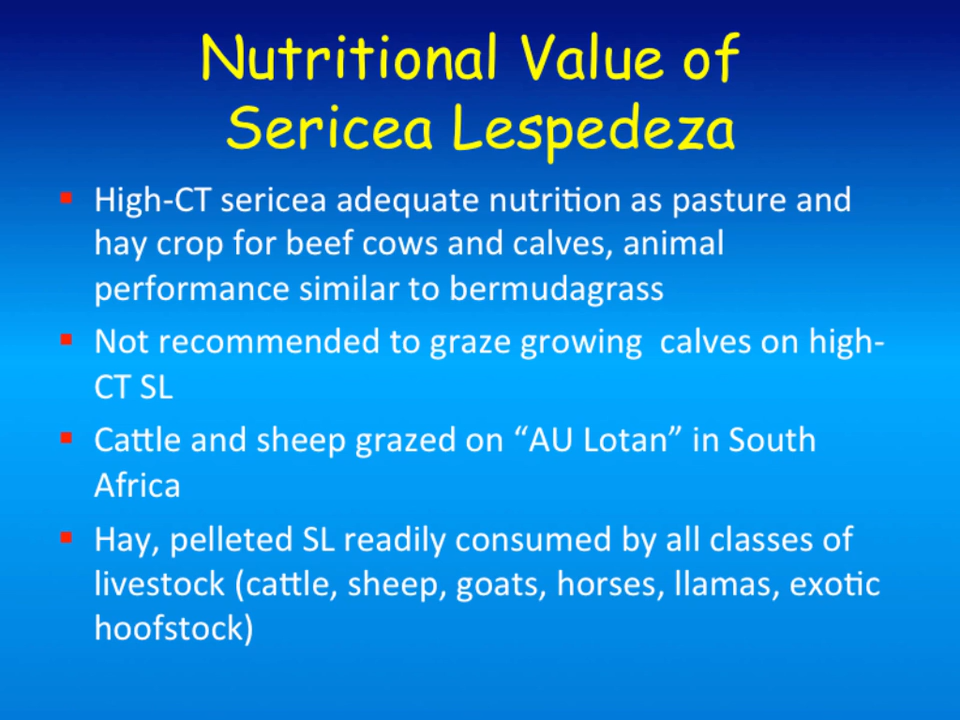 Nutritional Value of
Sericea Lespedeza
▪ High-CT sericea adequate nutrition as pasture and
hay crop for beef cows and calves, animal
performance similar to bermudagrass
▪ Not recommended to graze growing  calves on high-
CT SL
▪ Cattle and sheep grazed on “AU Lotan” in South
Africa
▪ Hay, pelleted SL readily consumed by all classes of
livestock (cattle, sheep, goats, horses, llamas, exotic
hoofstock)